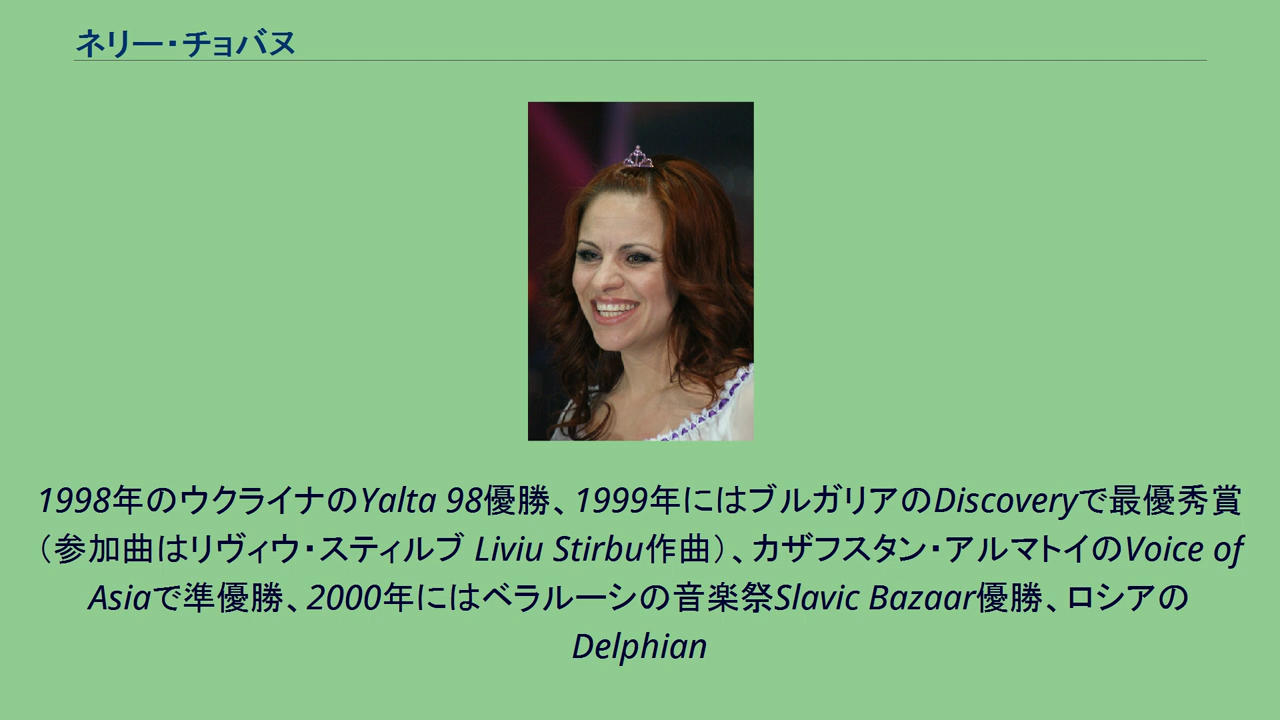 ネリー・チョバヌ
1998年のウクライナのYalta 98優勝、1999年にはブルガリアのDiscoveryで最優秀賞
（参加曲はリヴィウ・スティルブ Liviu Stirbu作曲）、カザフスタン・アルマトイのVoice of
Asiaで準優勝、2000年にはベラルーシの音楽祭Slavic Bazaar優勝、ロシアの
Delphian